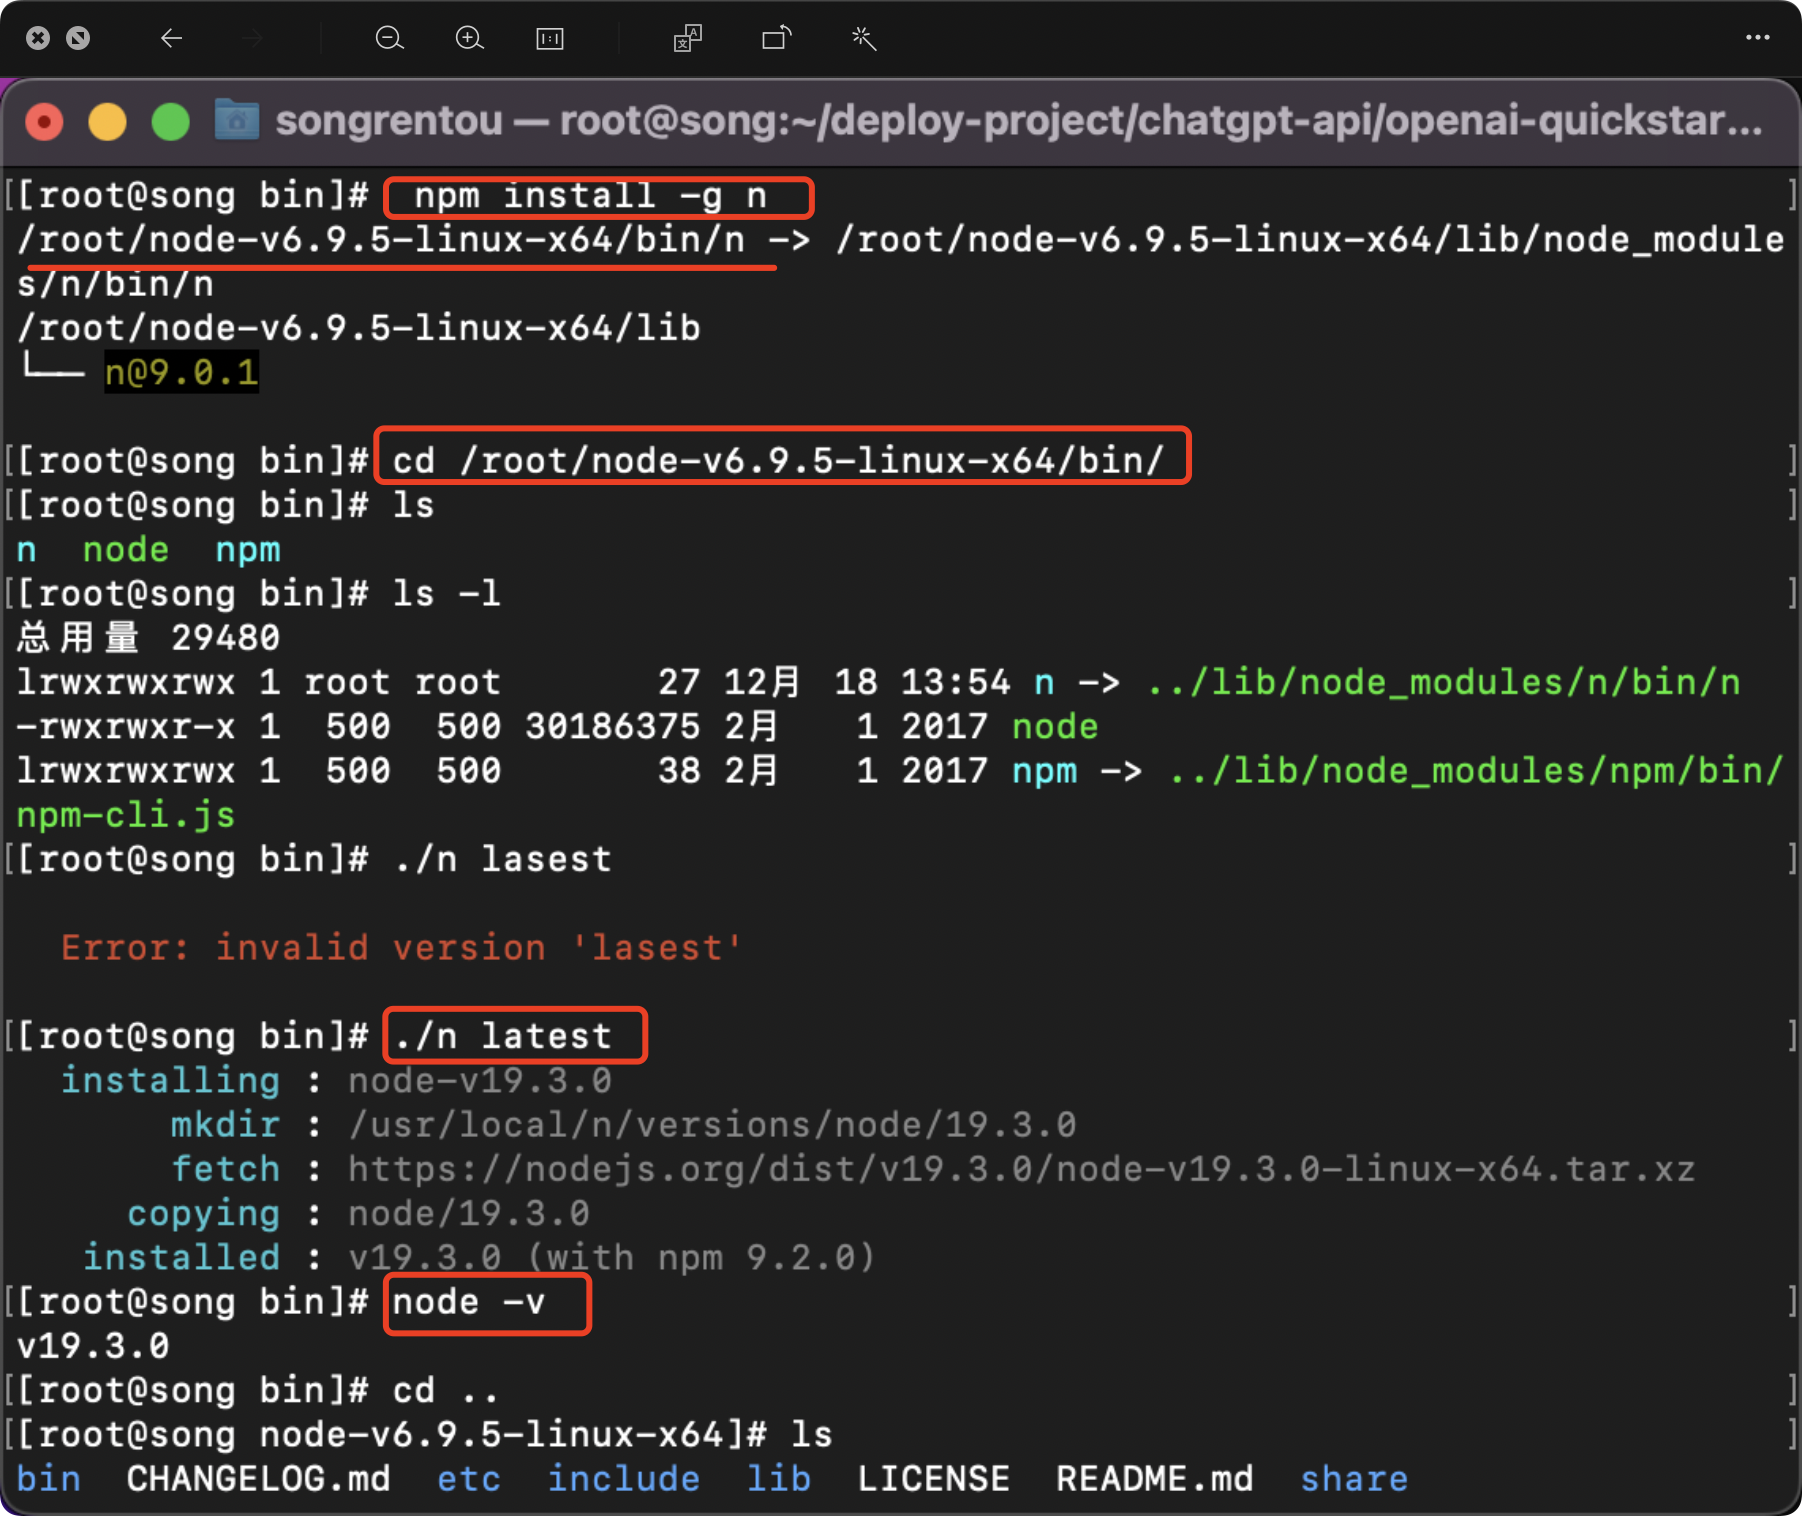 songrentou — root@song:~/deploy-project/chatgpt-api/openai-quickstar...
[[root@song bin]# npm install -g n ]
/root/node-v6.9.5-linux-x64/bin/n -> /root/node-v6.9.5-linux-x64/lib/node_module
s/n/bin/n
/root/node-v6.9.5-linux-x64/lib
└── n@9.0.1
[[root@song bin]# cd /root/node-v6.9.5-linux-x64/bin/ ]
[[root@song bin]# ls ]
n node npm
[[root@song bin]# ls -l ]
总用量 29480
lrwxrwxrwx 1 root root 27 12月 18 13:54 n -> ../lib/node_modules/n/bin/n
-rwxrwxr-x 1 500 500 30186375 2月 1 2017 node
lrwxrwxrwx 1 500 500 38 2月 1 2017 npm -> ../lib/node_modules/npm/bin/
npm-cli.js
[[root@song bin]# ./n lasest ]
Error: invalid version 'lasest'
[[root@song bin]# ./n latest ]
installing : node-v19.3.0
mkdir : /usr/local/n/versions/node/19.3.0
fetch : https://nodejs.org/dist/v19.3.0/node-v19.3.0-linux-x64.tar.xz
copying : node/19.3.0
installed : v19.3.0 (with npm 9.2.0)
[[root@song bin]# node -v ]
v19.3.0
[[root@song bin]# cd .. ]
[[root@song node-v6.9.5-linux-x64]# ls ]
bin CHANGELOG.md etc include lib LICENSE README.md share